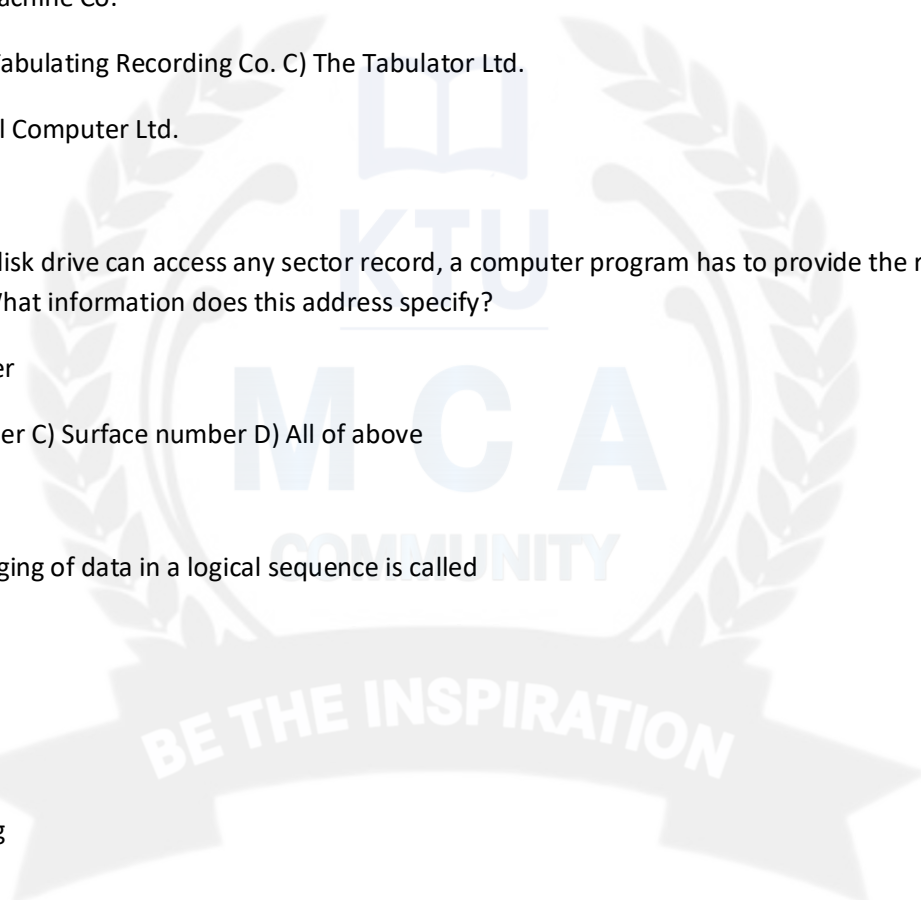 achine Co.
Tabulating Recording Co. C) The Tabulator Ltd.
l Computer Ltd.
KTU
disk drive can access any sector record, a computer program has to provide the r
What information does this address specify?
er
MCA
er C) Surface number D) All of above
COMMUNITY
ging of data in a logical sequence is called
BE THE INSPIRATION
g